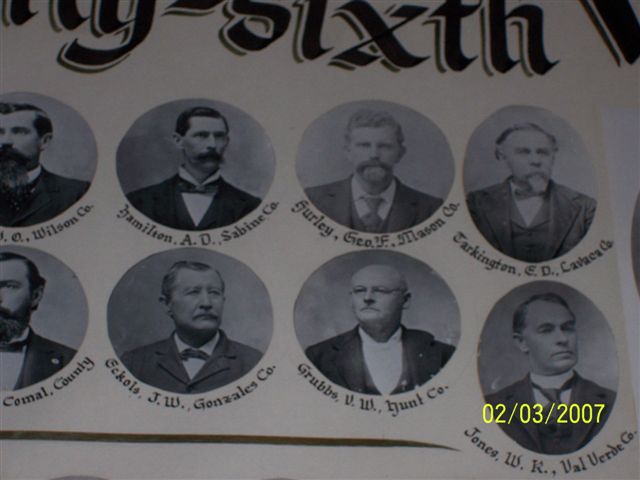 ty-sixth
. O., Wilson Co.
Hamilton, A. D., Sabine Co.
Hurley, Geo. F., Mason Co.
Tarkington, E. D., Lavaca Co.
Comal, County
Eckols, J. W., Gonzales Co.
Grubbs, V. W., Hunt Co.
Jones, W. K., Val Verde Co.
02/03/2007